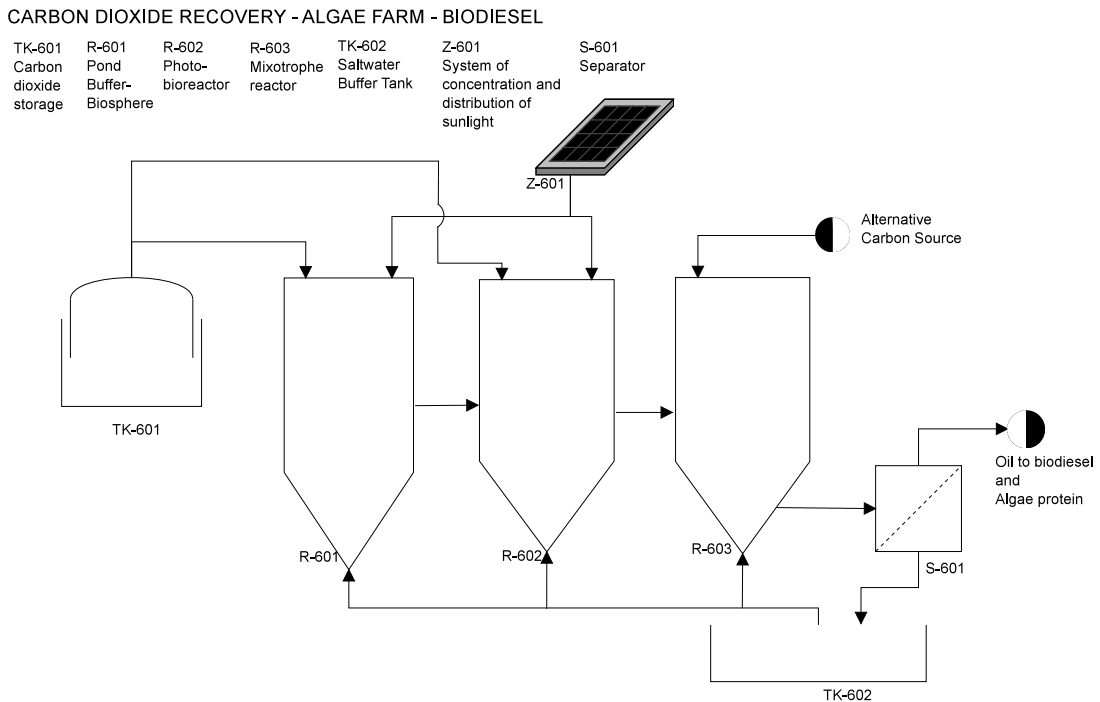 CARBON DIOXIDE RECOVERY - ALGAE FARM - BIODIESEL
TK-601
Carbon
dioxide
storage
R-601
Pond
Buffer-
Biosphere
R-602
Photo-
bioreactor
R-603
Mixotrophe
reactor
TK-602
Saltwater
Buffer Tank
Z-601
System of
concentration and
distribution of
sunlight
S-601
Separator
Z-601
Alternative
Carbon Source
TK-601
Oil to biodiesel
and
Algae protein
R-601
R-602
R-603
S-601
TK-602